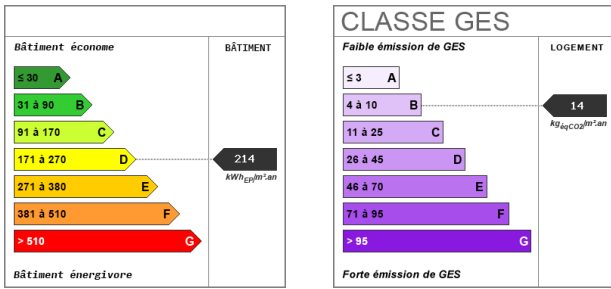 Bâtiment économe
BÂTIMENT
≤ 30 A
31 à 90 B
91 à 170 C
171 à 270 D
214
kWhEP/m².an
271 à 380 E
381 à 510 F
> 510 G
Bâtiment énergivore
CLASSE GES
Faible émission de GES
LOGEMENT
≤ 3 A
4 à 10 B
14
kgéqCO2/m².an
11 à 25 C
26 à 45 D
46 à 70 E
71 à 95 F
> 95 G
Forte émission de GES